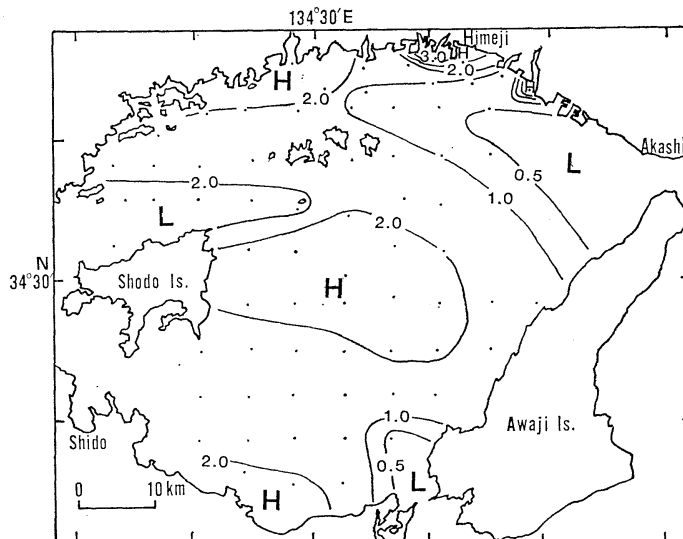 134°30′E
Himeji
H
3.0
H
2.0
2.0
Akashi
L
0.5
1.0
2.0
L
2.0
N
34°30′
Shodo Is.
H
1.0
Awaji Is.
Shido
2.0
0.5
L
H
0 10 km